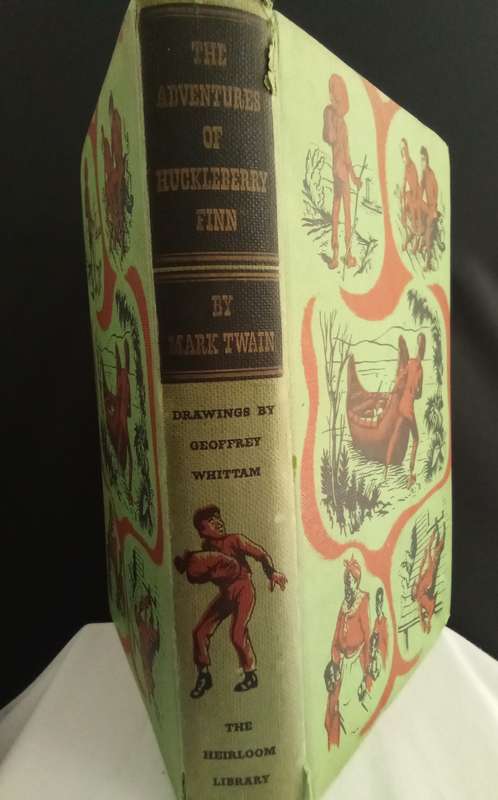 THE
ADVENTURES
OF
HUCKLEBERRY
FINN
BY
MARK TWAIN
DRAWINGS BY
GEOFFREY
WHITTAM
THE
HEIRLOOM
LIBRARY